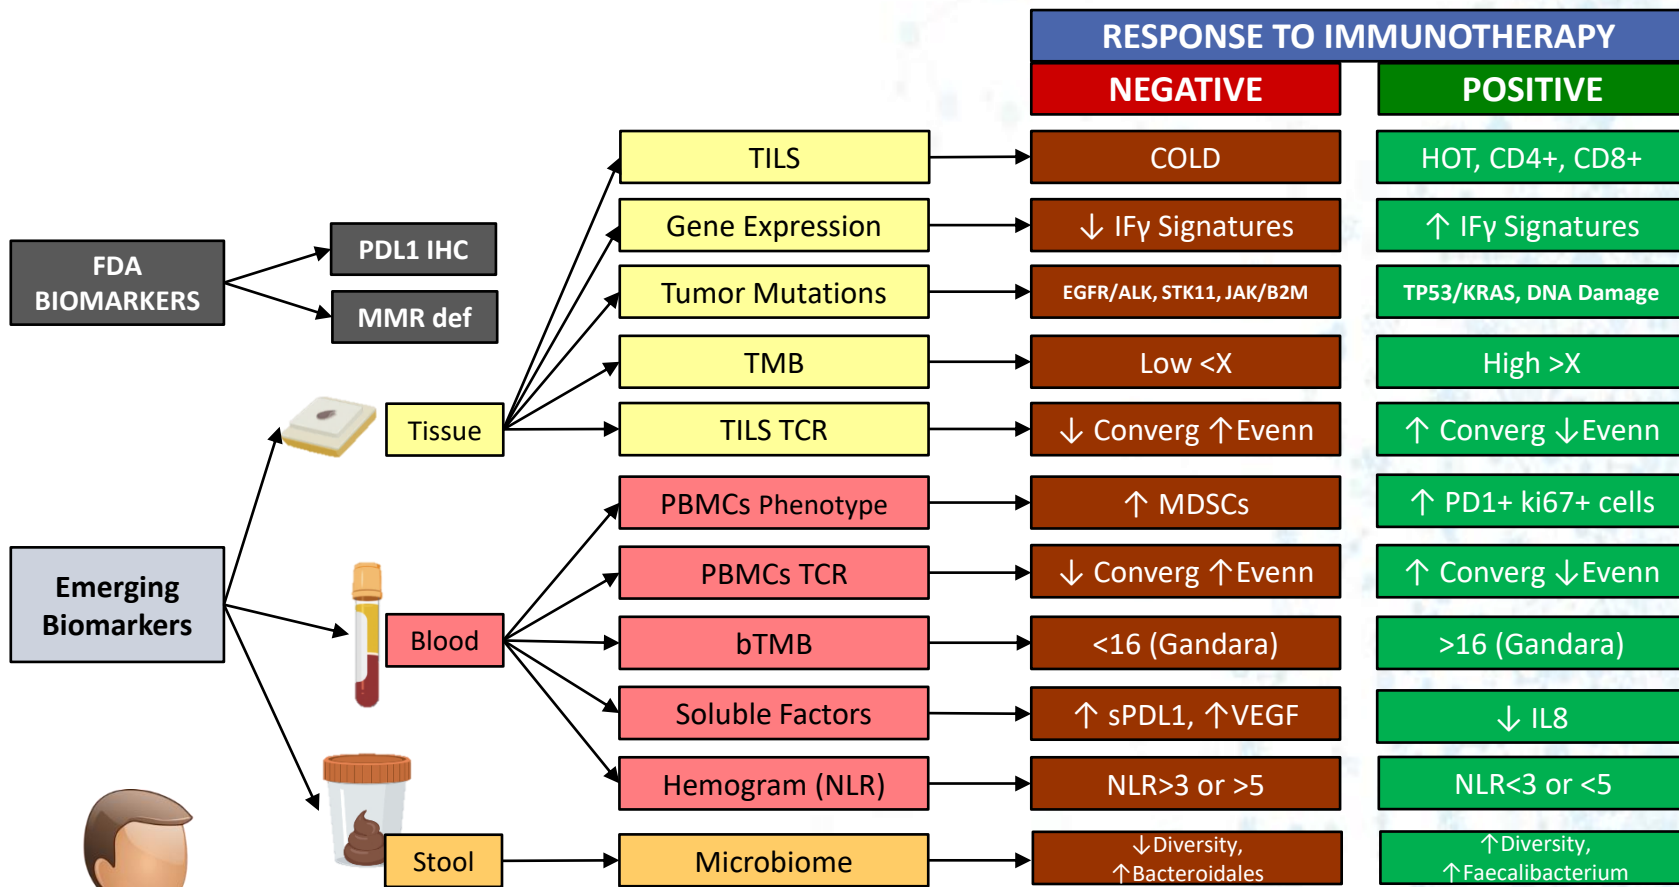 RESPONSE TO IMMUNOTHERAPY
NEGATIVE
POSITIVE
TILS
COLD
HOT, CD4+, CD8+
Gene Expression
↓ IFγ Signatures
↑ IFγ Signatures
FDA
BIOMARKERS
PDL1 IHC
MMR def
Tumor Mutations
EGFR/ALK, STK11, JAK/B2M
TP53/KRAS, DNA Damage
TMB
Low <X
High >X
Tissue
TILS TCR
↓ Converg ↑Evenn
↑ Converg ↓Evenn
PBMCs Phenotype
↑ MDSCs
↑ PD1+ ki67+ cells
Emerging
Biomarkers
PBMCs TCR
↓ Converg ↑Evenn
↑ Converg ↓Evenn
Blood
bTMB
<16 (Gandara)
>16 (Gandara)
Soluble Factors
↑ sPDL1, ↑VEGF
↓ IL8
Hemogram (NLR)
NLR>3 or >5
NLR<3 or <5
Stool
Microbiome
↓Diversity,
↑Bacteroidales
↑Diversity,
↑Faecalibacterium